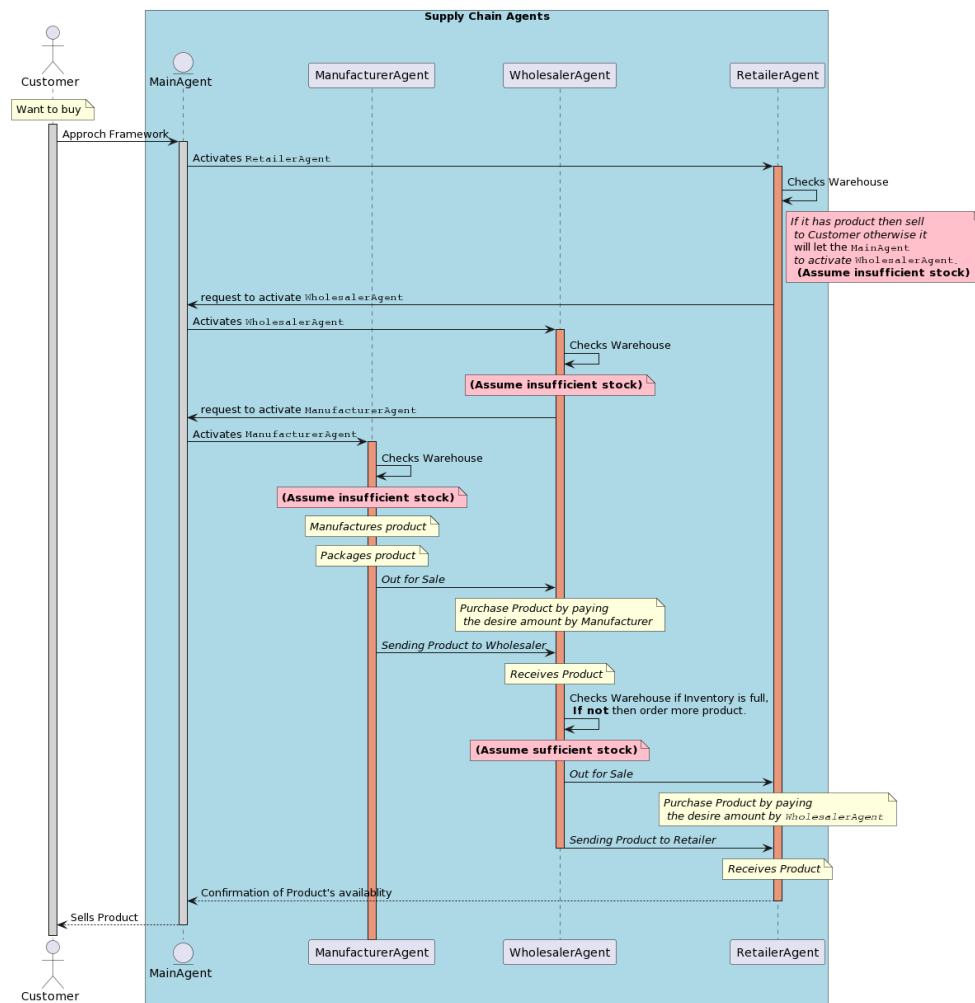 Supply Chain Agents
Customer
MainAgent
ManufacturerAgent
WholesalerAgent
RetailerAgent
Want to buy
Approch Framework
Activates RetailerAgent
Checks Warehouse
If it has product then sell
to Customer otherwise it
will let the MainAgent
to activate WholesalerAgent.
(Assume insufficient stock)
request to activate WholesalerAgent
Activates WholesalerAgent
Checks Warehouse
(Assume insufficient stock)
request to activate ManufacturerAgent
Activates ManufacturerAgent
Checks Warehouse
(Assume insufficient stock)
Manufactures product
Packages product
Out for Sale
Purchase Product by paying
the desire amount by Manufacturer
Sending Product to Wholesaler
Receives Product
Checks Warehouse if Inventory is full,
If not then order more product.
(Assume sufficient stock)
Out for Sale
Purchase Product by paying
the desire amount by WholesalerAgent
Sending Product to Retailer
Receives Product
Confirmation of Product's availablity
Sells Product
Customer
MainAgent
ManufacturerAgent
WholesalerAgent
RetailerAgent